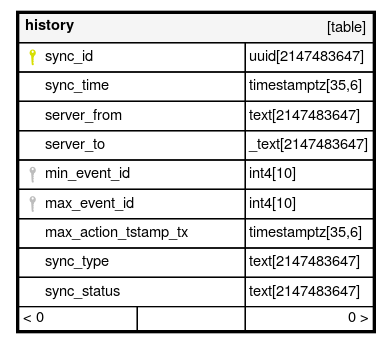 history [table]
sync_id uuid[2147483647]
sync_time timestamptz[35,6]
server_from text[2147483647]
server_to _text[2147483647]
min_event_id int4[10]
max_event_id int4[10]
max_action_tstamp_tx timestamptz[35,6]
sync_type text[2147483647]
sync_status text[2147483647]
< 0 0 >